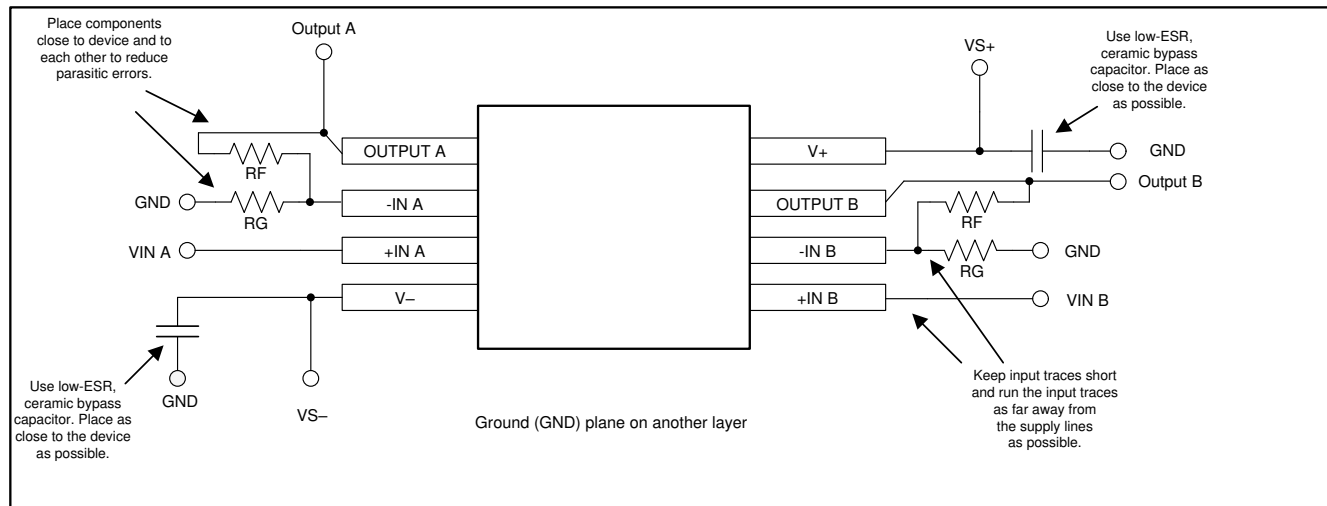 Place components
close to device and to
each other to reduce
parasitic errors.
Output A
VS+
Use low-ESR,
ceramic bypass
capacitor. Place as
close to the device
as possible.
OUTPUT A
RF
GND
RG
-IN A
VIN A
+IN A
V–
V+
GND
OUTPUT B
Output B
RF
-IN B
RG
GND
+IN B
VIN B
Use low-ESR,
ceramic bypass
capacitor. Place as
close to the device
as possible.
GND
VS–
Ground (GND) plane on another layer
Keep input traces short
and run the input traces
as far away from
the supply lines
as possible.